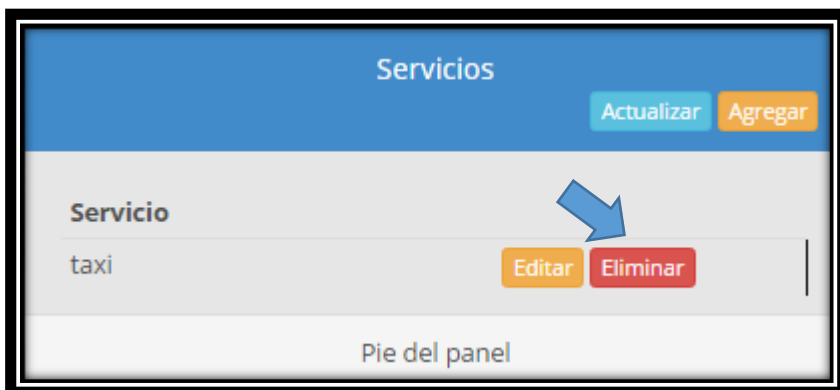 Servicios
Actualizar Agregar
Servicio
taxi Editar Eliminar
Pie del panel